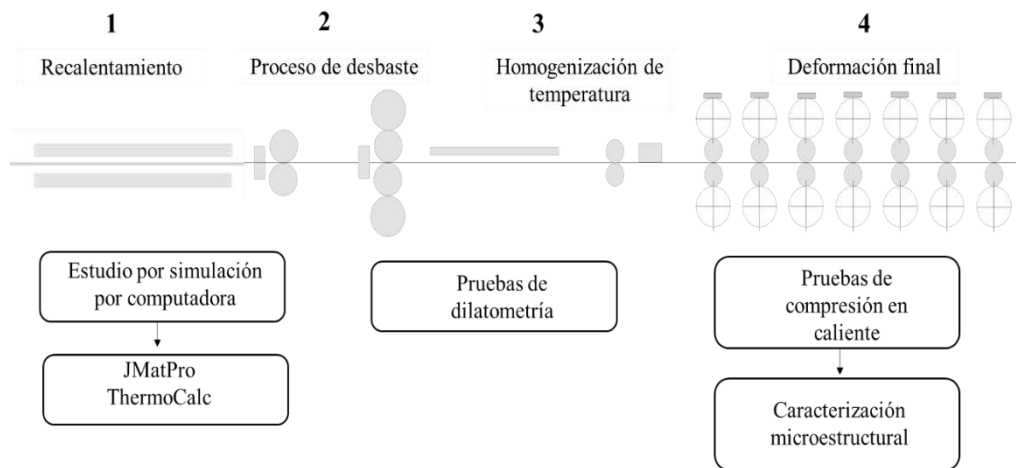 1
Recalentamiento
2
Proceso de desbaste
3
Homogenización de
temperatura
4
Deformación final
Estudio por simulación
por computadora
JMatPro
ThermoCalc
Pruebas de
dilatometría
Pruebas de
compresión en
caliente
Caracterización
microestructural